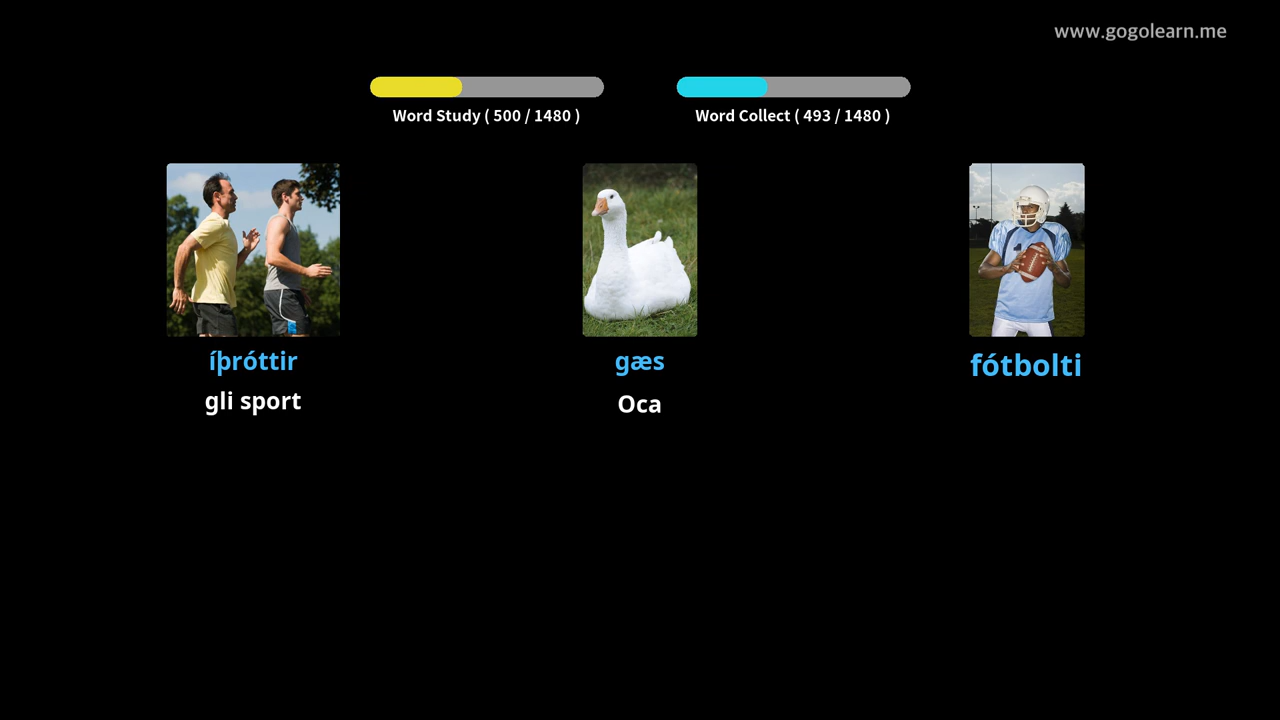 www.gogolearn.me
Word Study ( 500 / 1480 )
Word Collect ( 493 / 1480 )
íþróttir
gli sport
gæs
Oca
fótbolti